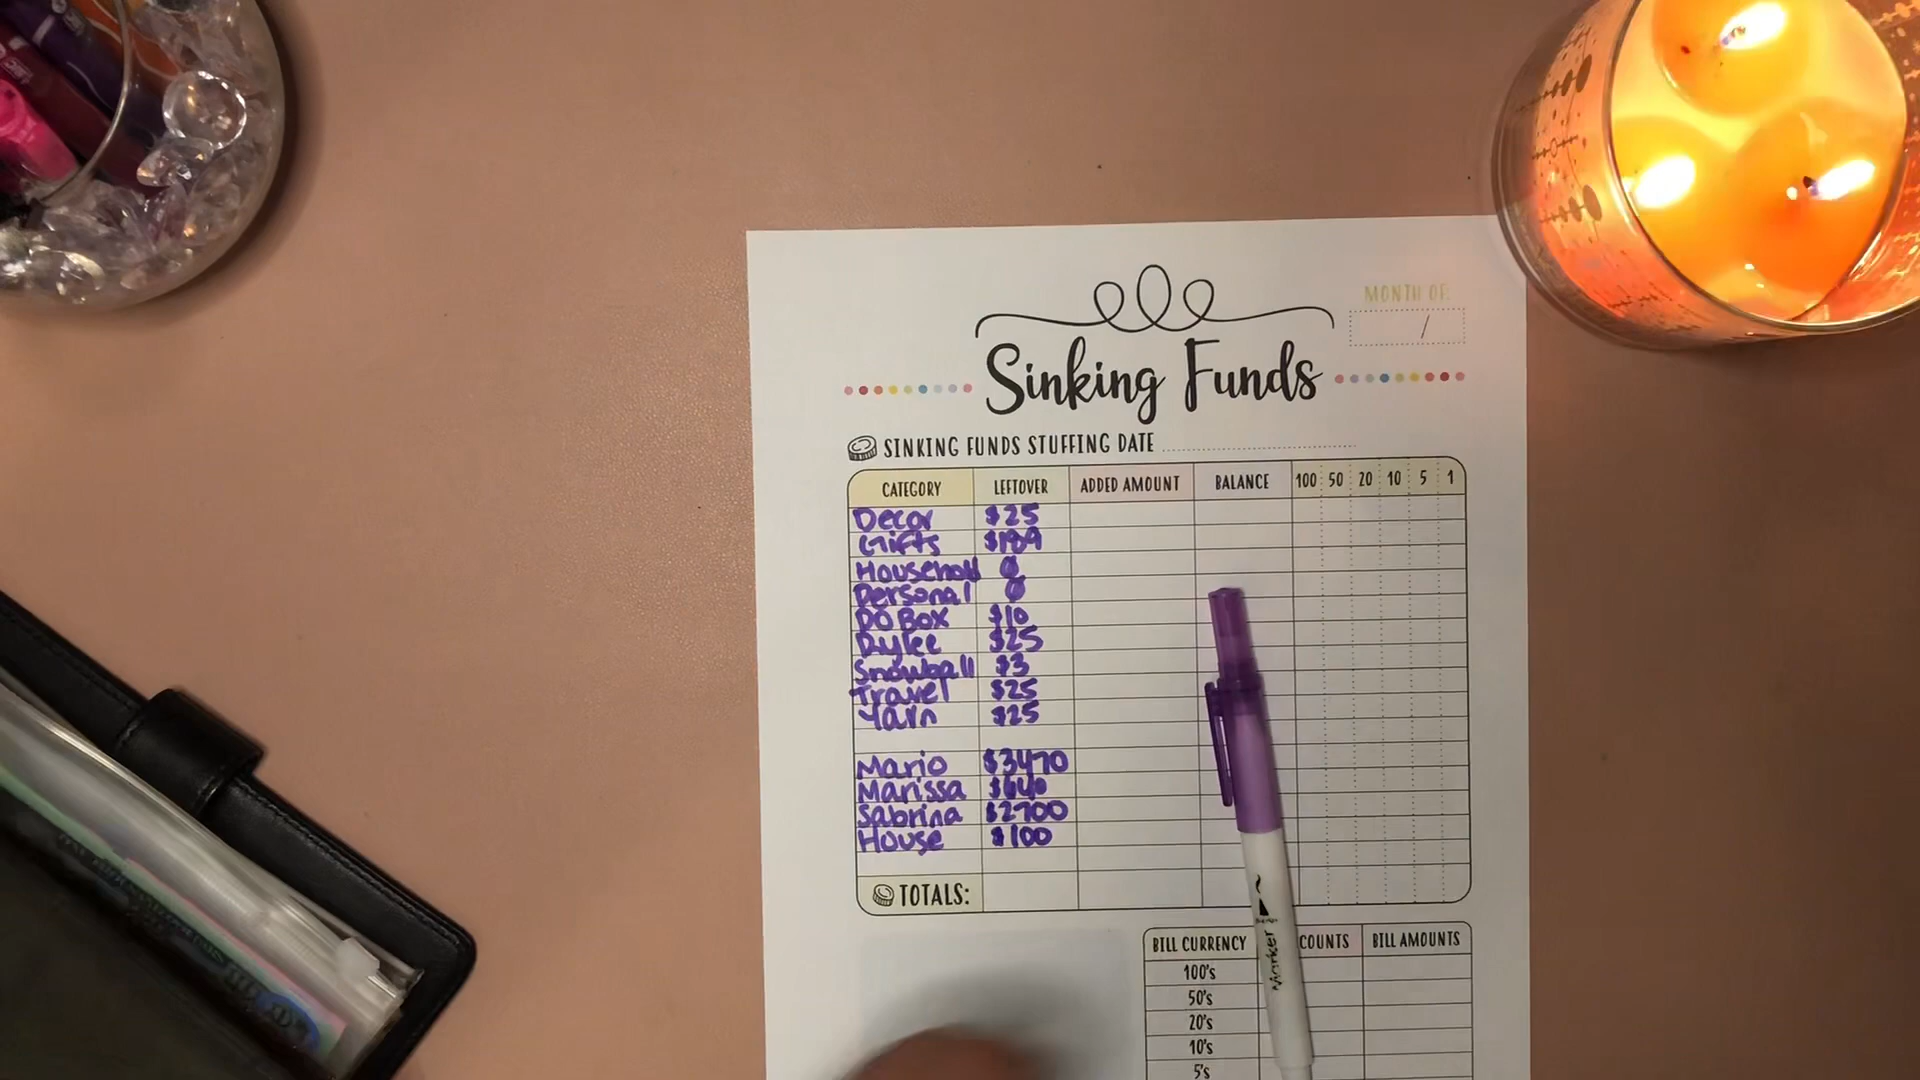 MONTH OF:
/
Sinking Funds
SINKING FUNDS STUFFING DATE
CATEGORY LEFTOVER ADDED AMOUNT BALANCE 100 50 20 10 5 1
Decor $25
Gifts $189
Household 0
Personal 0
PO BOX $10
Rylee $25
Snowball $3
Travel $25
Yarn $25
Mario $3470
Marissa $640
Sabrina $2700
House $100
TOTALS:
BILL CURRENCY COUNTS BILL AMOUNTS
100's
50's
20's
10's
5's
Marker